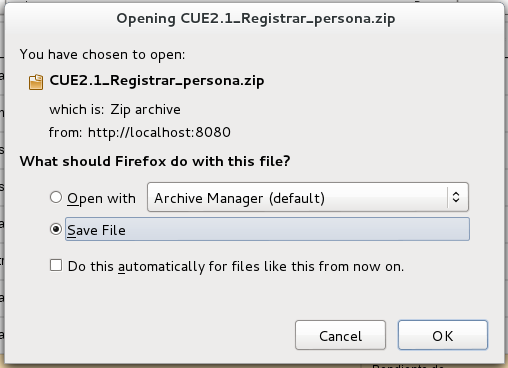 Opening CUE2.1_Registrar_persona.zip
You have chosen to open:
CUE2.1_Registrar_persona.zip
which is: Zip archive
from: http://localhost:8080
What should Firefox do with this file?
Open with Archive Manager (default)
Save File
Do this automatically for files like this from now on.
Cancel OK